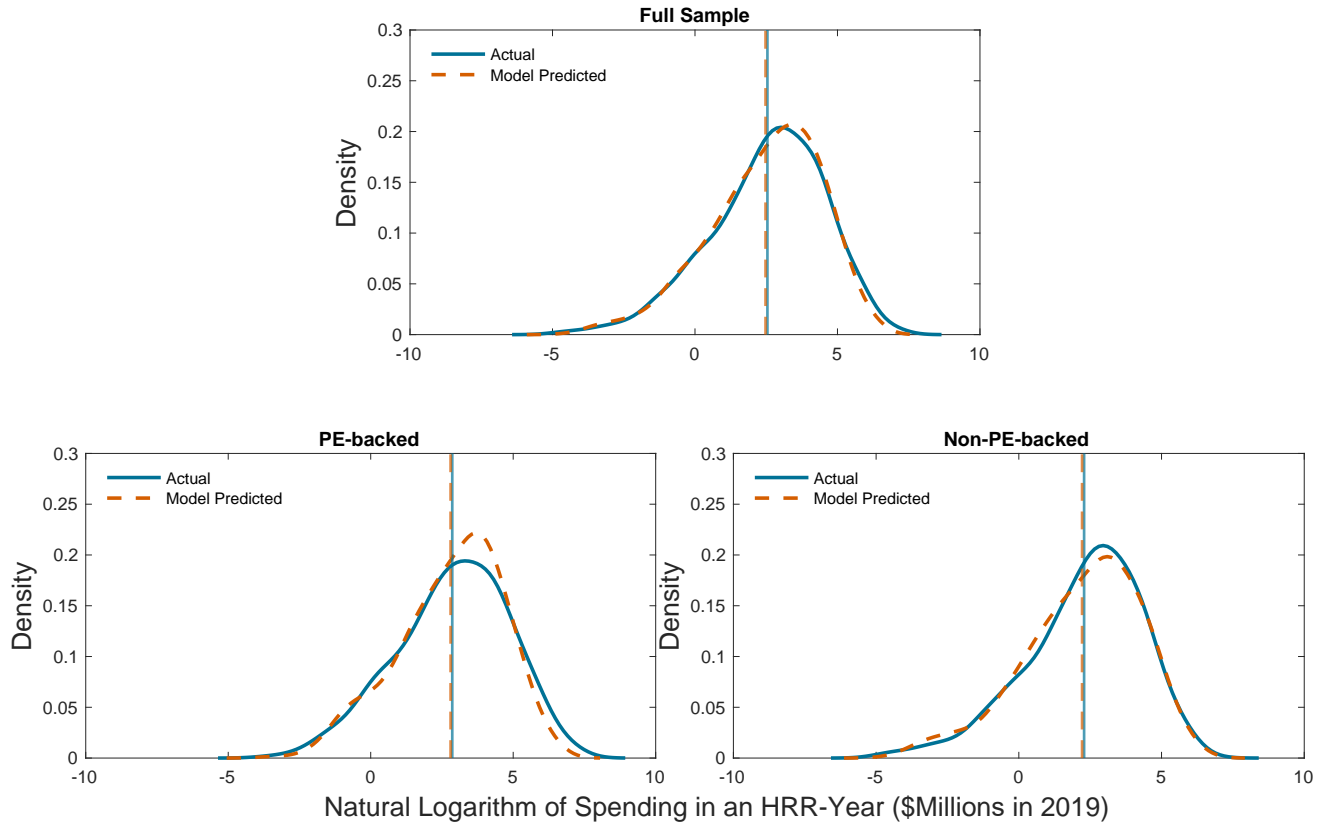 Full Sample
0.3
0.25
0.2
0.15
0.1
0.05
0
Density
Actual
Model Predicted
-10
-5
0
5
10
PE-backed
0.3
0.25
0.2
0.15
0.1
0.05
0
Density
Actual
Model Predicted
-10
-5
0
5
10
Non-PE-backed
0.3
0.25
0.2
0.15
0.1
0.05
0
Density
Actual
Model Predicted
-10
-5
0
5
10
Natural Logarithm of Spending in an HRR-Year ($Millions in 2019)